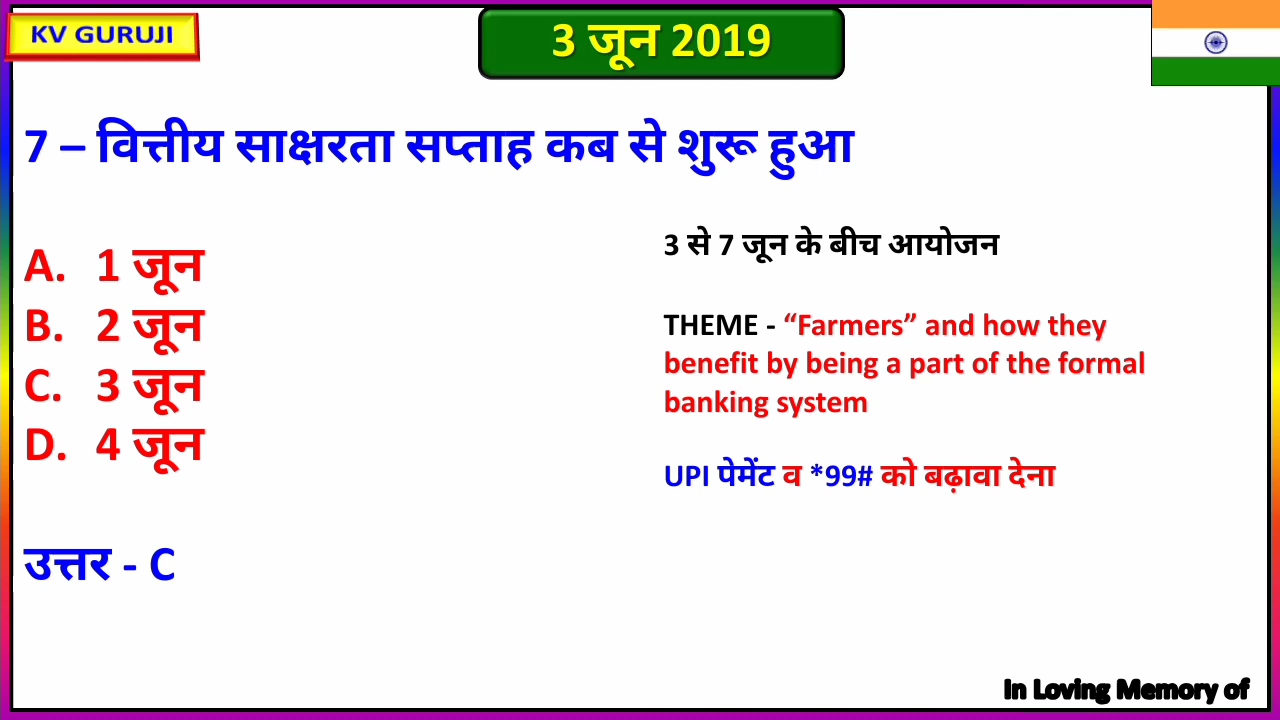 KV GURUJI
3 जून 2019
7 – वित्तीय साक्षरता सप्ताह कब से शुरू हुआ
A. 1 जून
B. 2 जून
C. 3 जून
D. 4 जून
उत्तर - C
3 से 7 जून के बीच आयोजन
THEME - “Farmers” and how they
benefit by being a part of the formal
banking system
UPI पेमेंट व *99# को बढ़ावा देना
In Loving Memory of